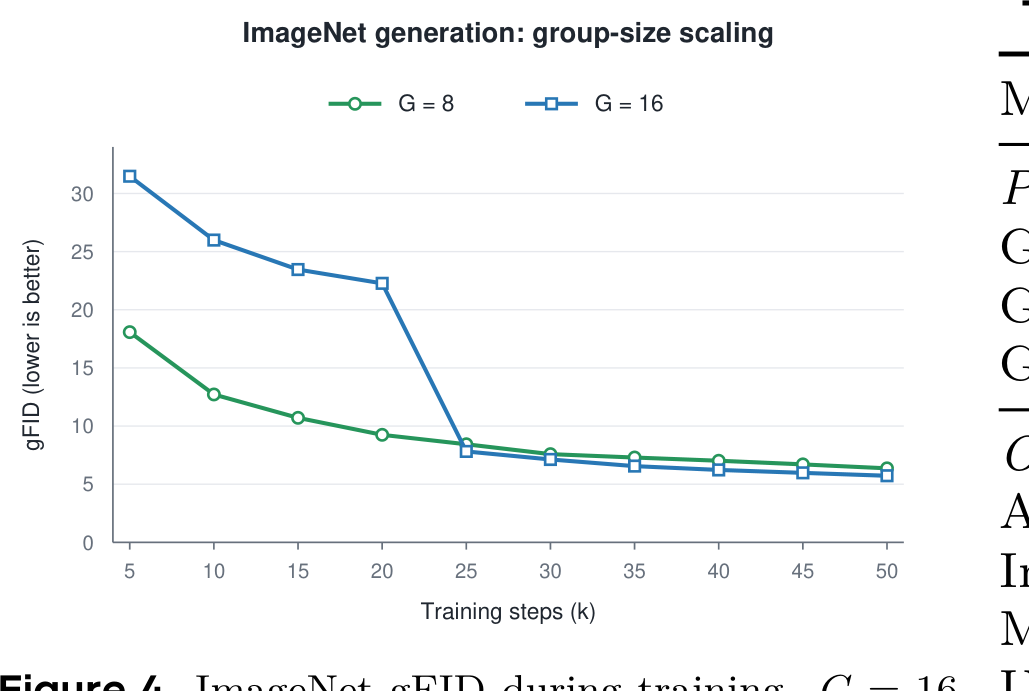 ImageNet generation: group-size scaling
G = 8
G = 16
gFID (lower is better)
30
25
20
15
10
5
0
5 10 15 20 25 30 35 40 45 50
Training steps (k)
Figure 4 ImageNet gFID during training.
M
P
G
G
G
C
A
M